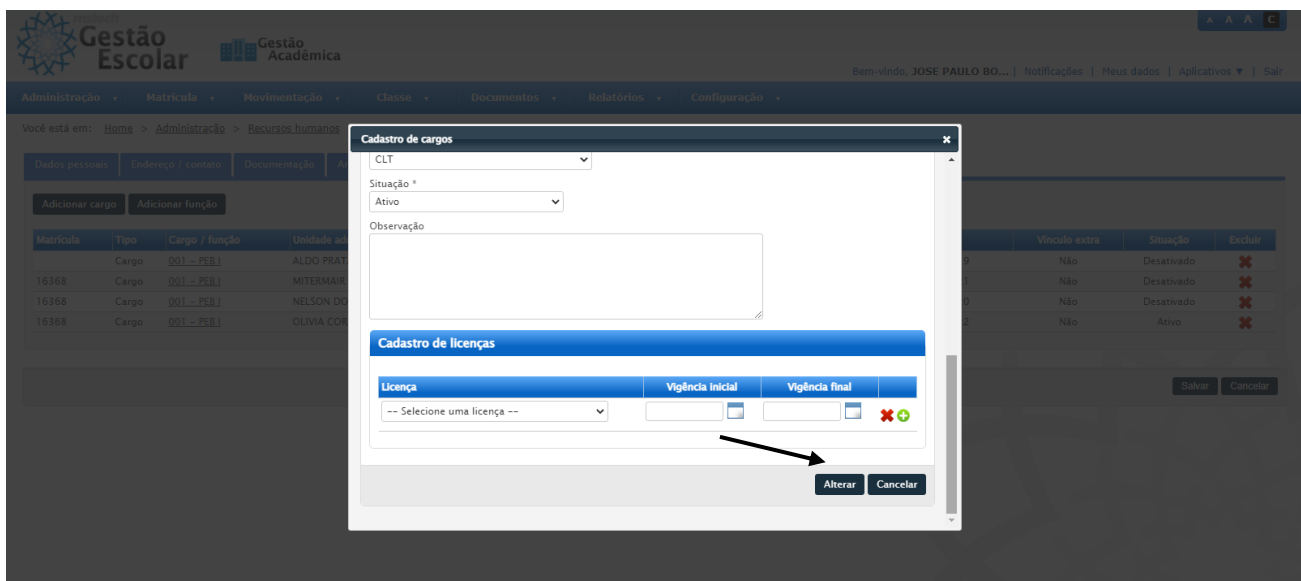 Gestão
Escolar
Gestão
Acadêmica
A A A C
Bem-vindo, JOSE PAULO BO... | Notificações | Meus dados | Aplicativos ▼ | Sair
Administração Matrícula Movimentação Classe Documentos Relatórios Configuração
Você está em: Home > Administração > Recursos humanos
Cadastro de cargos
Dados pessoais Endereço / contato Documentação
CLT
Situação *
Ativo
Adicionar cargo Adicionar função
Observação
Matrícula Tipo Cargo / função Unidade ad Vínculo extra Situação Excluir
Cargo 001 – PEB I ALDO PRAT 9 Não Desativado
16368 Cargo 001 – PEB I MITERMAIR Não Desativado
16368 Cargo 001 – PEB I NELSON DO 0 Não Desativado
16368 Cargo 001 – PEB I OLIVIA COR 2 Não Ativo
Cadastro de licenças
Licença Vigência inicial Vigência final
-- Selecione uma licença --
Salvar Cancelar
Alterar Cancelar